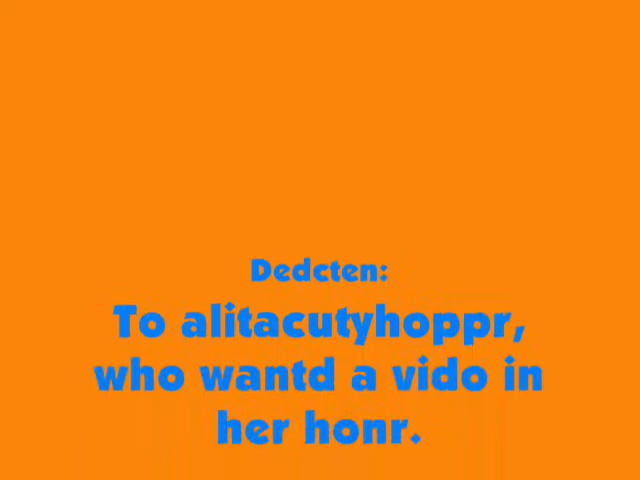 Dedcten:
To alitacutyhoppr,
who wantd a vido in
her honr.